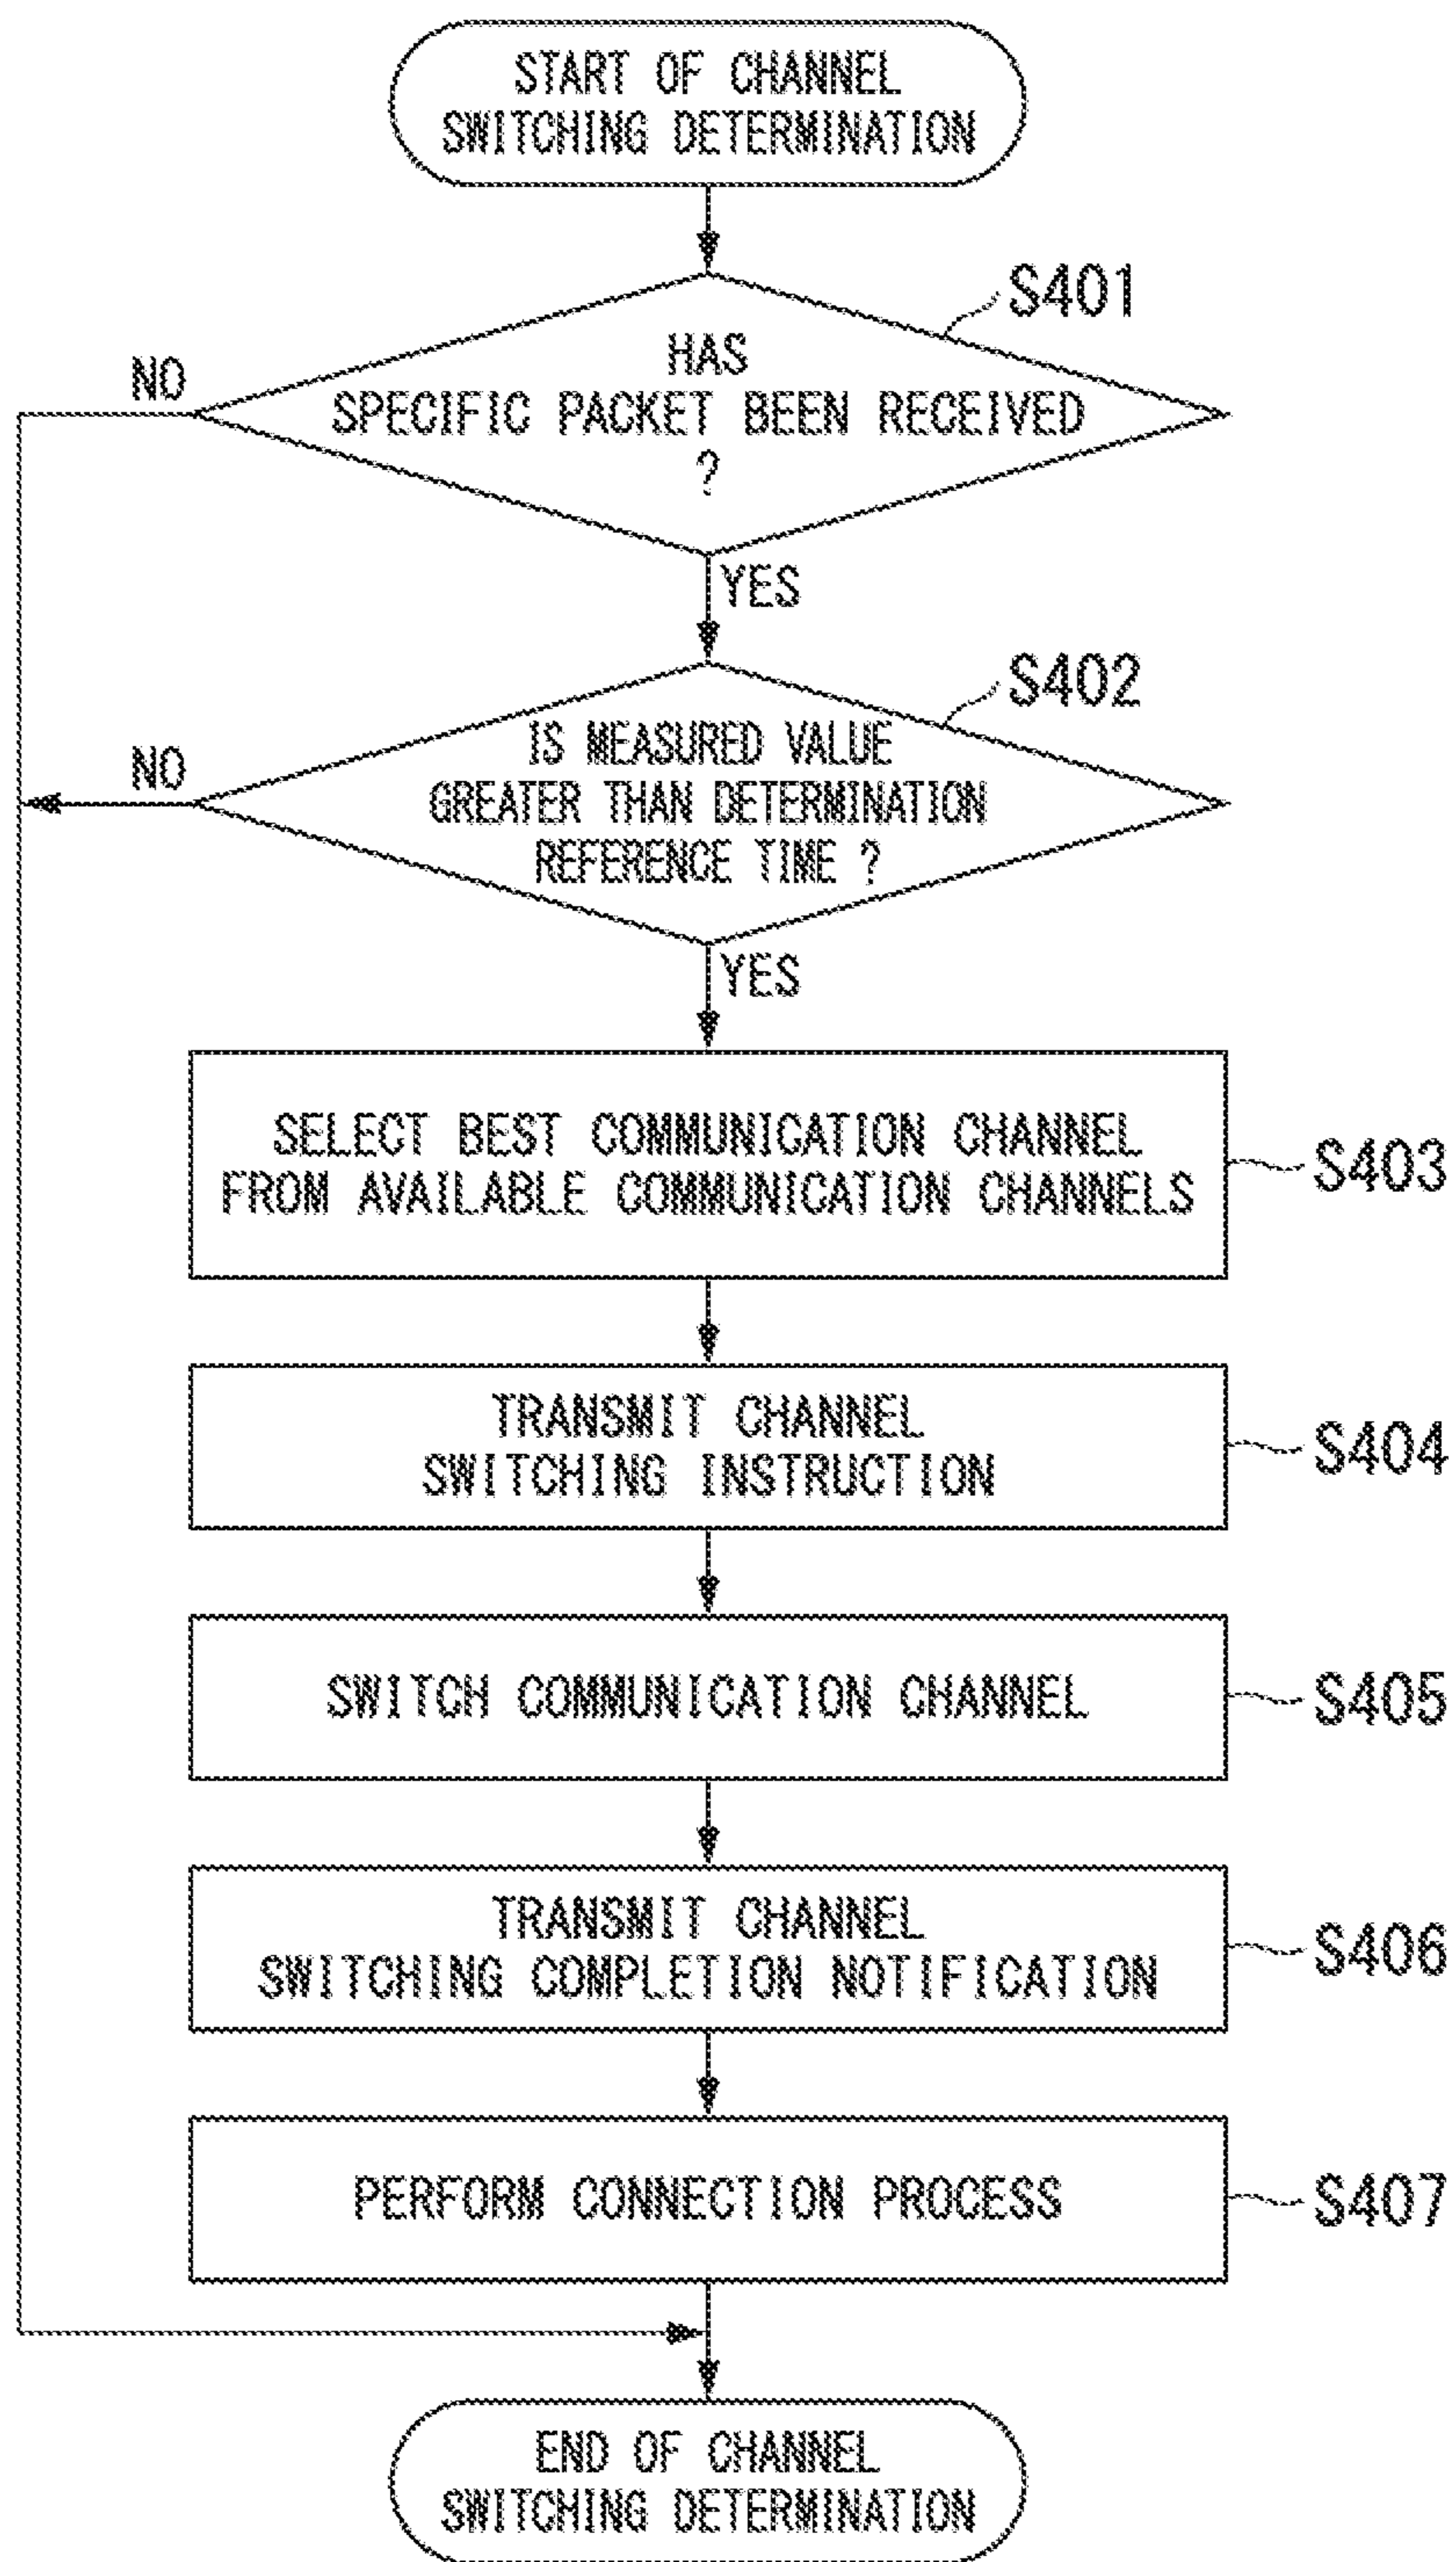 START OF CHANNEL
SWITCHING DETERMINATION
S401
HAS
SPECIFIC PACKET BEEN RECEIVED
?
NO
YES
S402
IS MEASURED VALUE
GREATER THAN DETERMINATION
REFERENCE TIME ?
NO
YES
SELECT BEST COMMUNICATION CHANNEL
FROM AVAILABLE COMMUNICATION CHANNELS
S403
TRANSMIT CHANNEL
SWITCHING INSTRUCTION
S404
SWITCH COMMUNICATION CHANNEL
S405
TRANSMIT CHANNEL
SWITCHING COMPLETION NOTIFICATION
S406
PERFORM CONNECTION PROCESS
S407
END OF CHANNEL
SWITCHING DETERMINATION